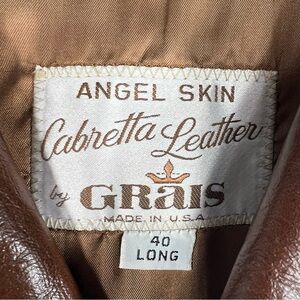 ANGEL SKIN
Cabretta Leather
by GRais
MADE IN U.S.A.
40
LONG